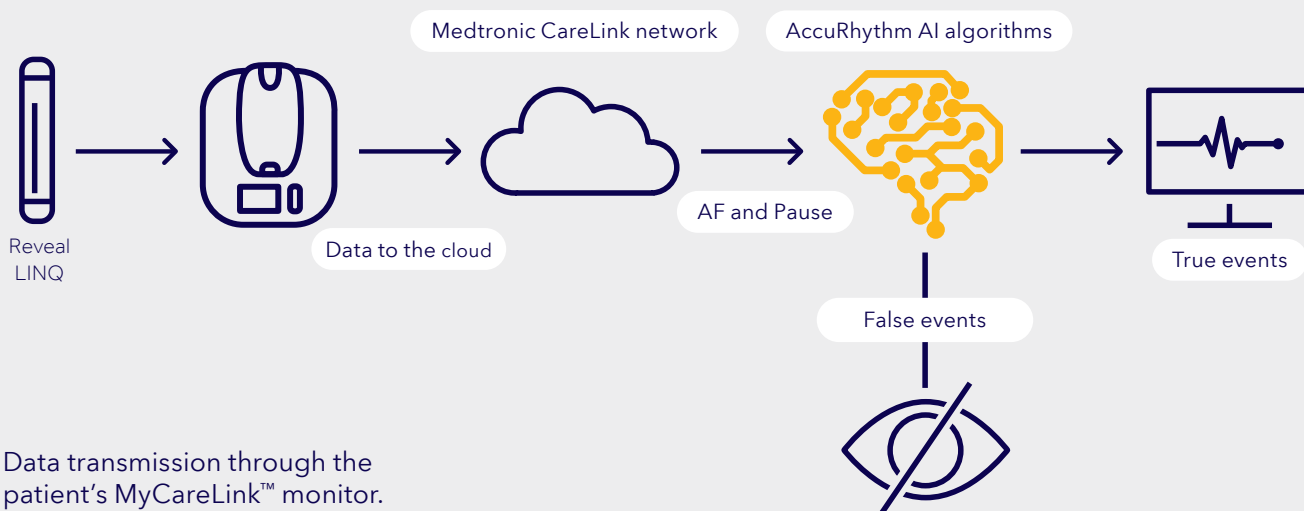 Medtronic CareLink network
AccuRhythm AI algorithms
Reveal
LINQ
Data to the cloud
AF and Pause
True events
False events
Data transmission through the
patient's MyCareLink™ monitor.